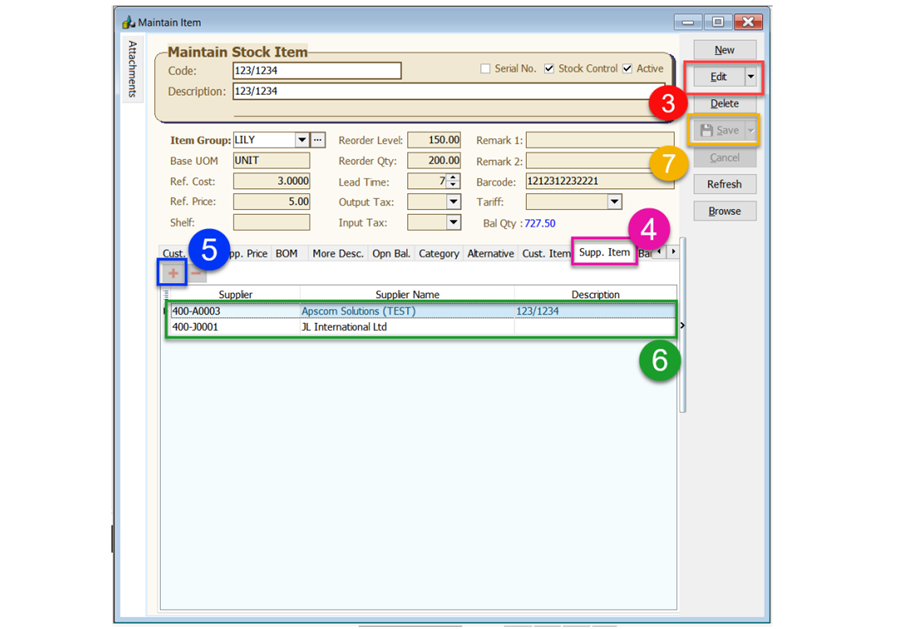 Maintain Item
Attachments
Maintain Stock Item
Code: 123/1234 Serial No. Stock Control Active
Description: 123/1234
New
Edit
3
Delete
Save
7
Cancel
Refresh
Browse
Item Group: LILY ... Reorder Level: 150.00 Remark 1:
Base UOM UNIT Reorder Qty: 200.00 Remark 2:
Ref. Cost: 3.0000 Lead Time: 7 Barcode: 1212312232221
Ref. Price: 5.00 Output Tax: Tariff:
Shelf: Input Tax: Bal Qty : 727.50
5
4
Cust. pp. Price BOM More Desc. Opn Bal. Category Alternative Cust. Item Supp. Item Ba
+ −
Supplier Supplier Name Description
400-A0003 Apscom Solutions (TEST) 123/1234
400-J0001 JL International Ltd
6